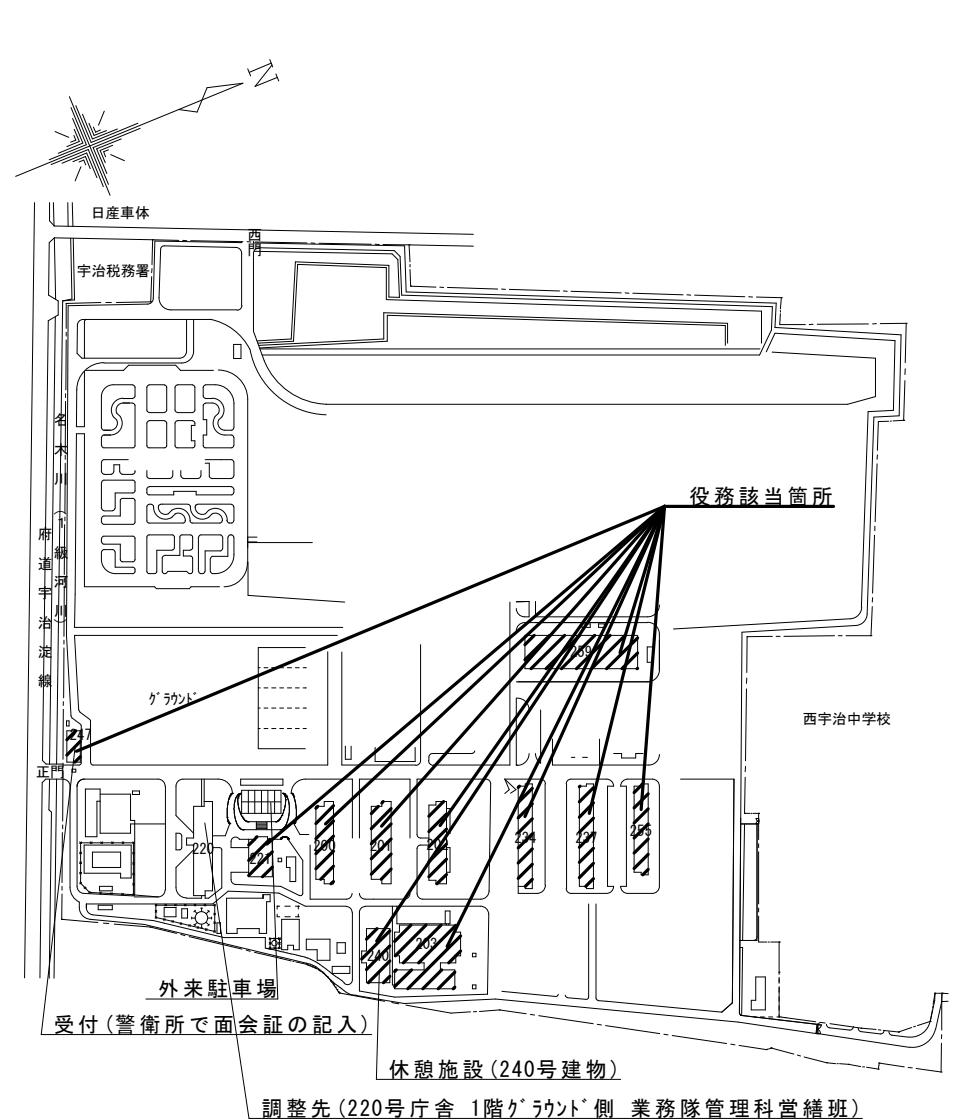 N
日産車体
西門
宇治税務署
役務該当箇所
名木川(1級河川)
府道宇治淀線
259
グラウンド
西宇治中学校
247
正門
220
221
200
201
202
234
237
255
240
203
外来駐車場
受付(警衛所で面会証の記入)
休憩施設(240号建物)
調整先(220号庁舎 1階グラウンド側 業務隊管理科営繕班)